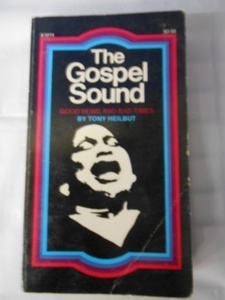 The
Gospel
Sound
GOOD NEWS AND BAD TIMES
BY TONY HEILBUT